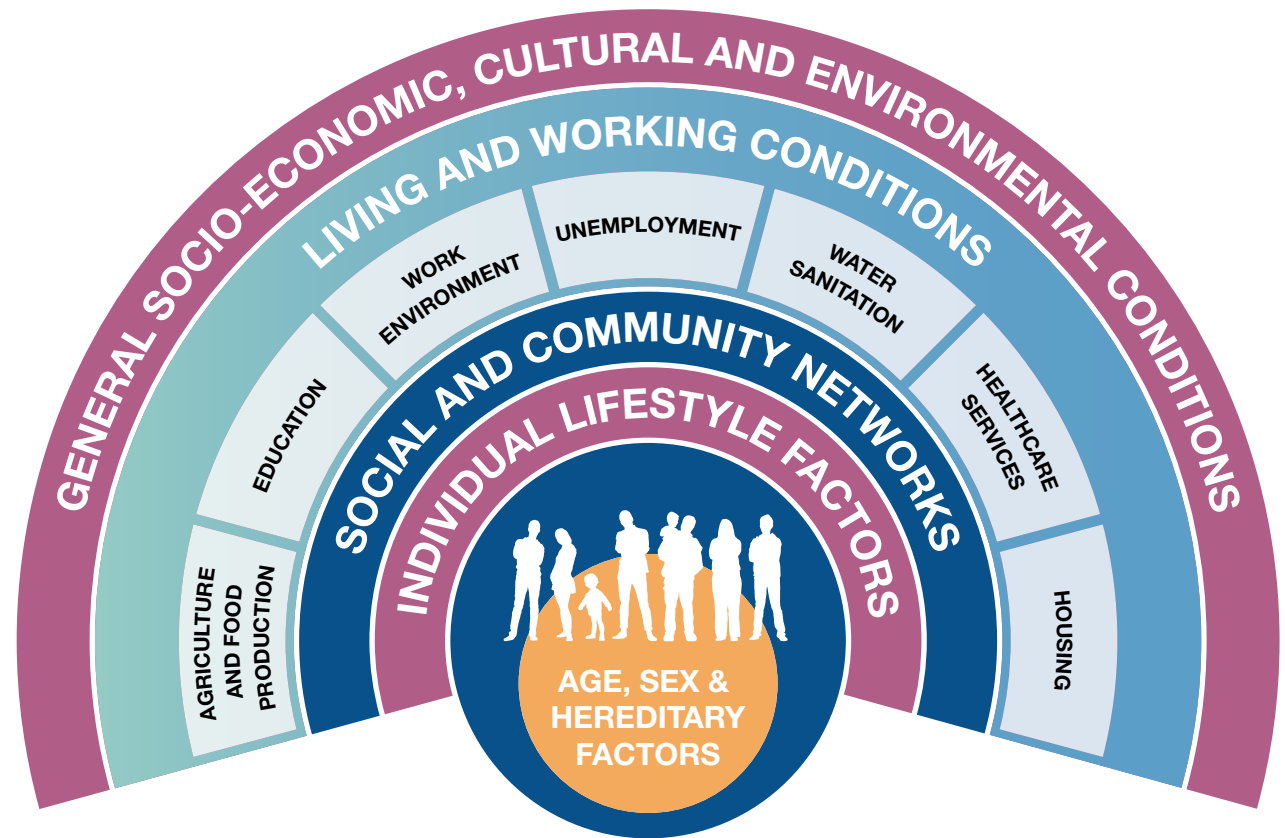 GENERAL SOCIO-ECONOMIC, CULTURAL AND ENVIRONMENTAL CONDITIONS
LIVING AND WORKING CONDITIONS
AGRICULTURE
AND FOOD
PRODUCTION
EDUCATION
WORK
ENVIRONMENT
UNEMPLOYMENT
WATER
SANITATION
HEALTHCARE
SERVICES
HOUSING
SOCIAL AND COMMUNITY NETWORKS
INDIVIDUAL LIFESTYLE FACTORS
AGE, SEX &
HEREDITARY
FACTORS